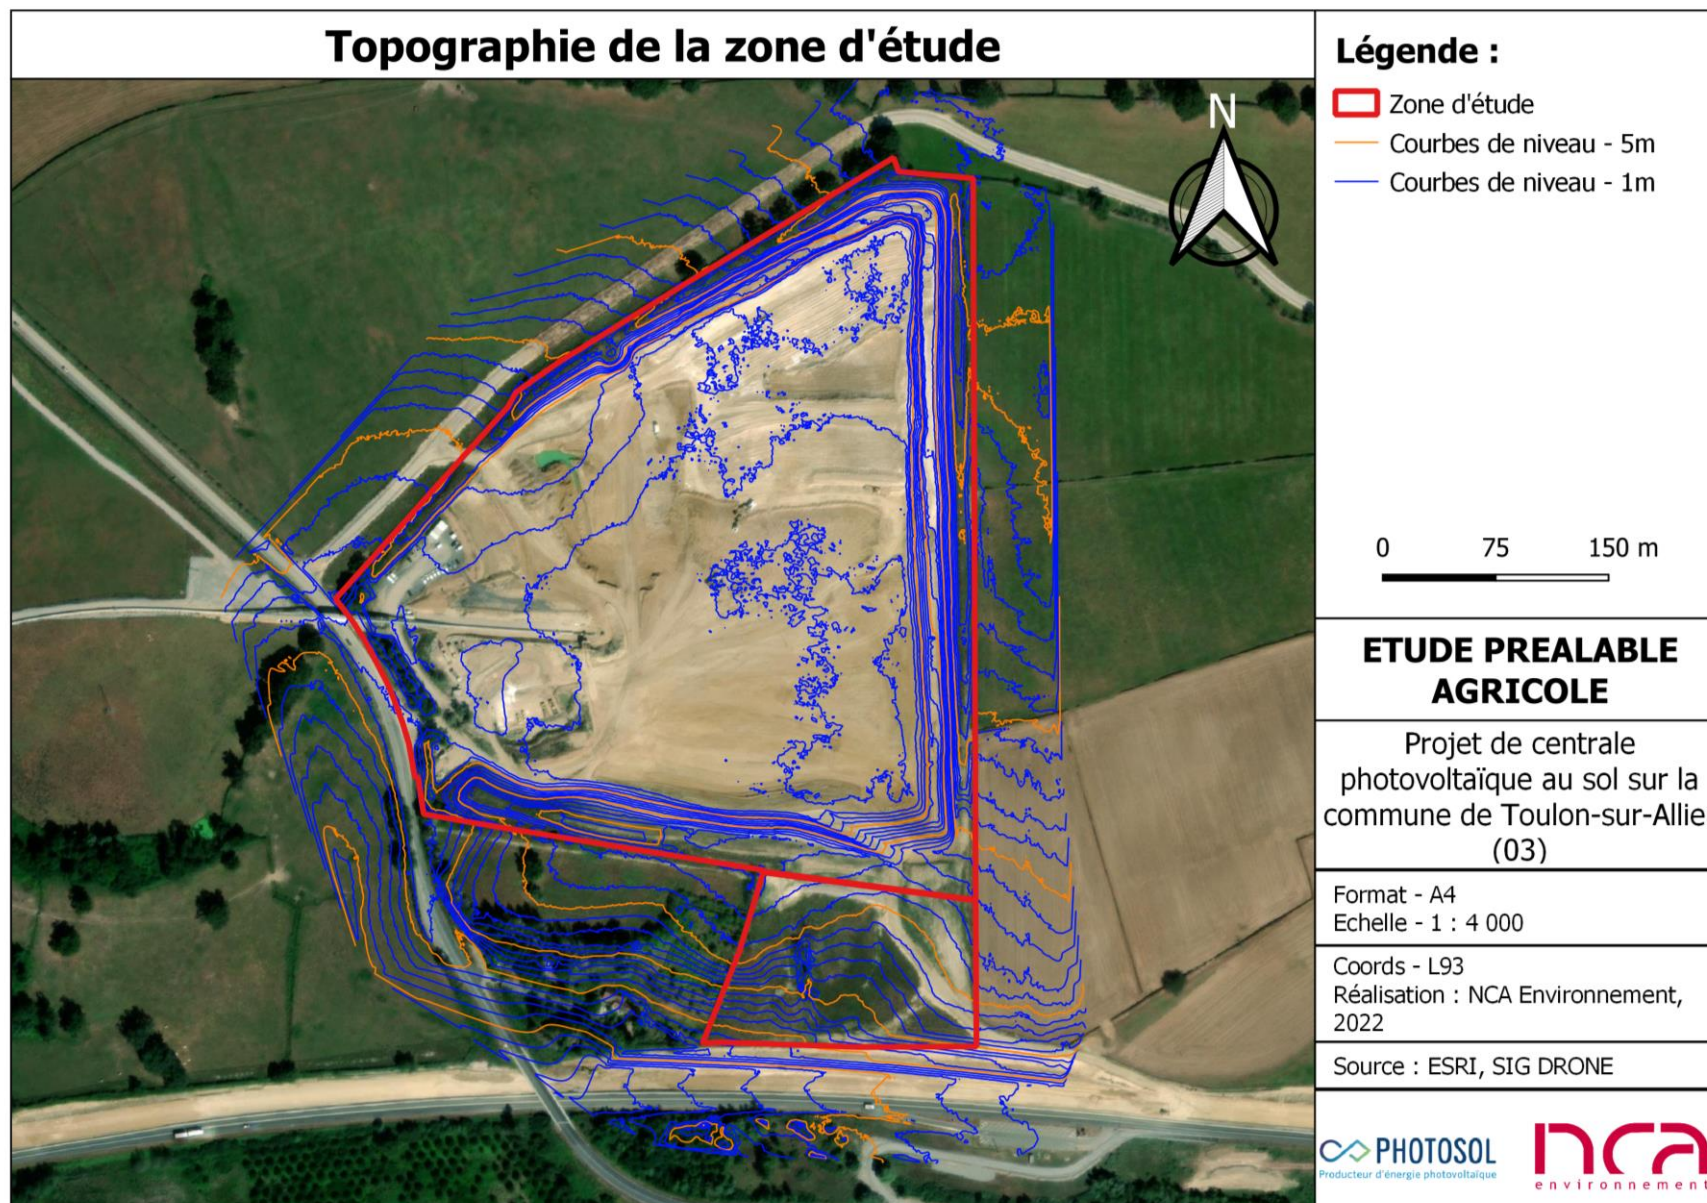 Topographie de la zone d'étude
N
Légende :
Zone d'étude
Courbes de niveau - 5m
Courbes de niveau - 1m
0 75 150 m
ETUDE PREALABLE
AGRICOLE
Projet de centrale
photovoltaïque au sol sur la
commune de Toulon-sur-Allie
(03)
Format - A4
Echelle - 1 : 4 000
Coords - L93
Réalisation : NCA Environnement,
2022
Source : ESRI, SIG DRONE
PHOTOSOL
Producteur d'énergie photovoltaïque
nca
environnement